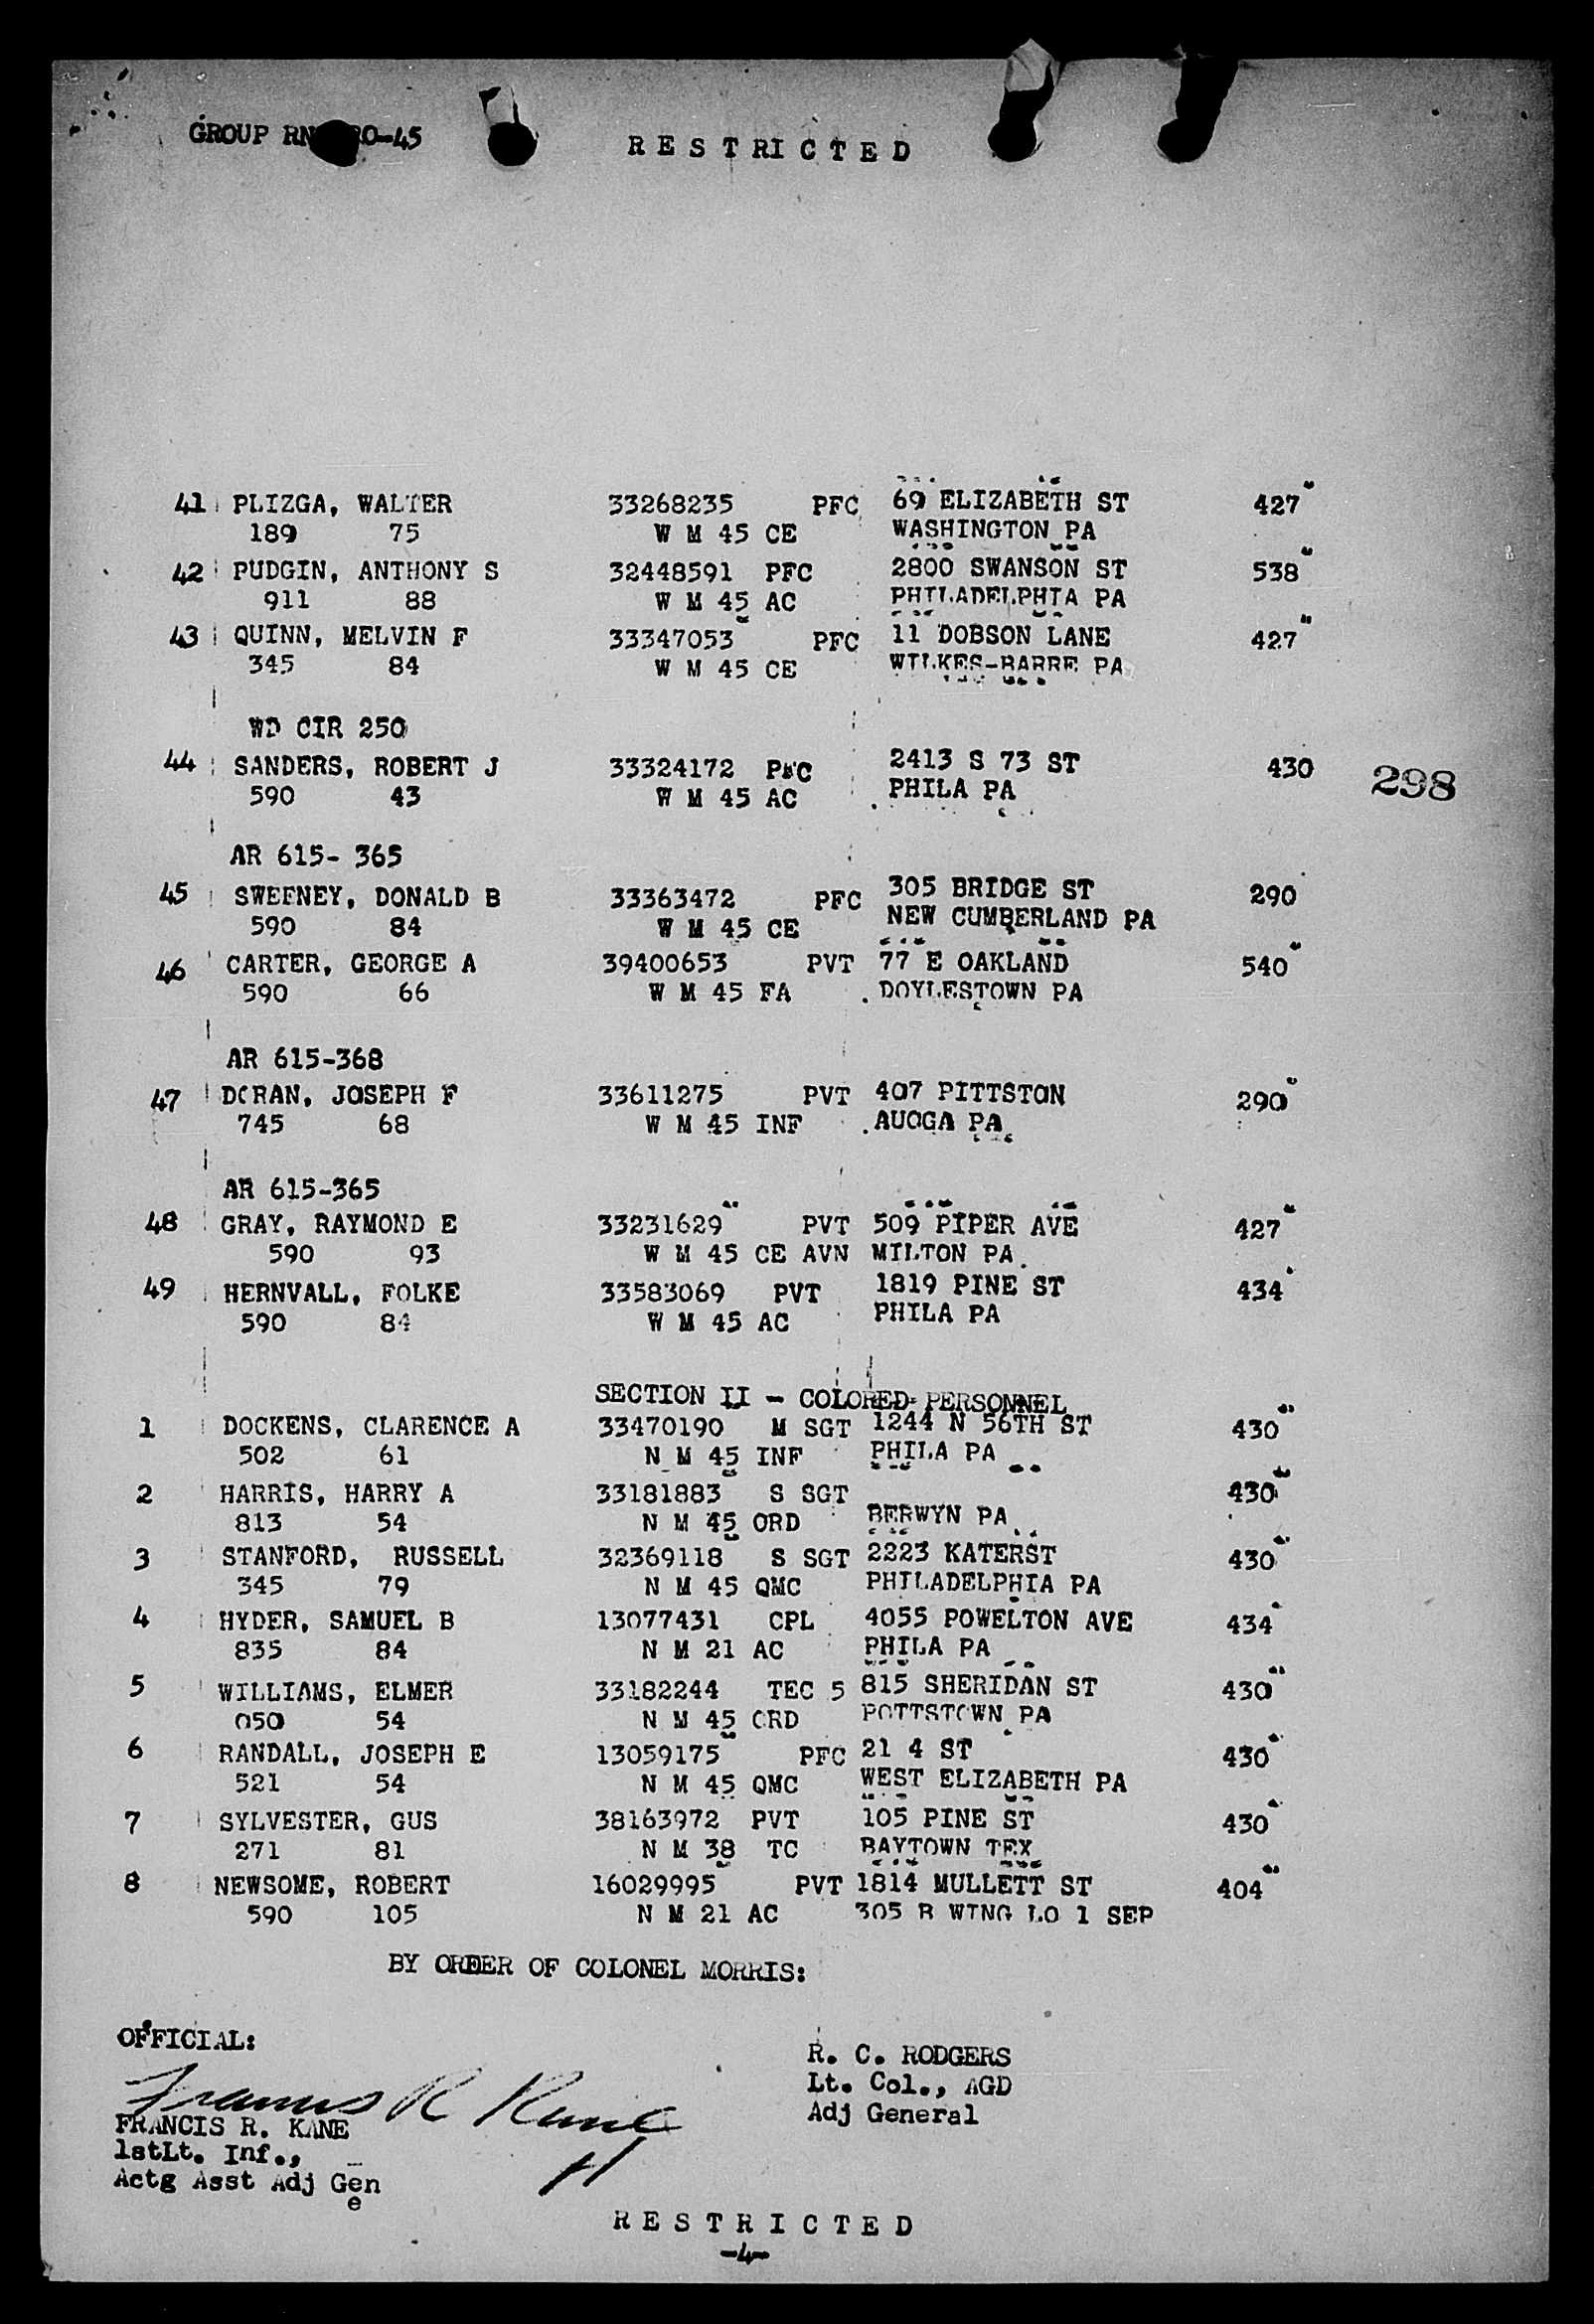 GROUP RN 0-45
RESTRICTED
41 PLIZGA, WALTER 33268235 PFC 69 ELIZABETH ST 427
189 75 W M 45 CE WASHINGTON PA
42 PUDGIN, ANTHONY S 32448591 PFC 2800 SWANSON ST 538
911 88 W M 45 AC PHILADELPHIA PA
43 QUINN, MELVIN F 33347053 PFC 11 DOBSON LANE 427
345 84 W M 45 CE WILKES-BARRE PA
WD CIR 250
44 SANDERS, ROBERT J 33324172 PFC 2413 S 73 ST 430 298
590 43 W M 45 AC PHILA PA
AR 615- 365
45 SWEENEY, DONALD B 33363472 PFC 305 BRIDGE ST 290
590 84 W M 45 CE NEW CUMBERLAND PA
46 CARTER, GEORGE A 39400653 PVT 77 E OAKLAND 540
590 66 W M 45 FA DOYLESTOWN PA
AR 615-368
47 DORAN, JOSEPH F 33611275 PVT 407 PITTSTON 290
745 68 W M 45 INF AUOGA PA
AR 615-365
48 GRAY, RAYMOND E 33231629 PVT 509 PIPER AVE 427
590 93 W M 45 CE AVN MILTON PA
49 HERNVALL, FOLKE 33583069 PVT 1819 PINE ST 434
590 84 W M 45 AC PHILA PA
SECTION II - COLORED PERSONNEL
1 DOCKENS, CLARENCE A 33470190 M SGT 1244 N 56TH ST 430
502 61 N M 45 INF PHILA PA
2 HARRIS, HARRY A 33181883 S SGT 430
813 54 N M 45 ORD BERWYN PA
3 STANFORD, RUSSELL 32369118 S SGT 2223 KATERST 430
345 79 N M 45 QMC PHILADELPHIA PA
4 HYDER, SAMUEL B 13077431 CPL 4055 POWELTON AVE 434
835 84 N M 21 AC PHILA PA
5 WILLIAMS, ELMER 33182244 TEC 5 815 SHERIDAN ST 430
050 54 N M 45 ORD POTTSTOWN PA
6 RANDALL, JOSEPH E 13059175 PFC 21 4 ST 430
521 54 N M 45 QMC WEST ELIZABETH PA
7 SYLVESTER, GUS 38163972 PVT 105 PINE ST 430
271 81 N M 38 TC BAYTOWN TEX
8 NEWSOME, ROBERT 16029995 PVT 1814 MULLETT ST 404
590 105 N M 21 AC 305 B WING LO 1 SEP
BY ORDER OF COLONEL MORRIS:
OFFICIAL:
R. C. RODGERS
Lt. Col., AGD
Adj General
Francis R Kane
FRANCIS R. KANE
1stLt. Inf.,
Actg Asst Adj Gen
e
RESTRICTED
-4-